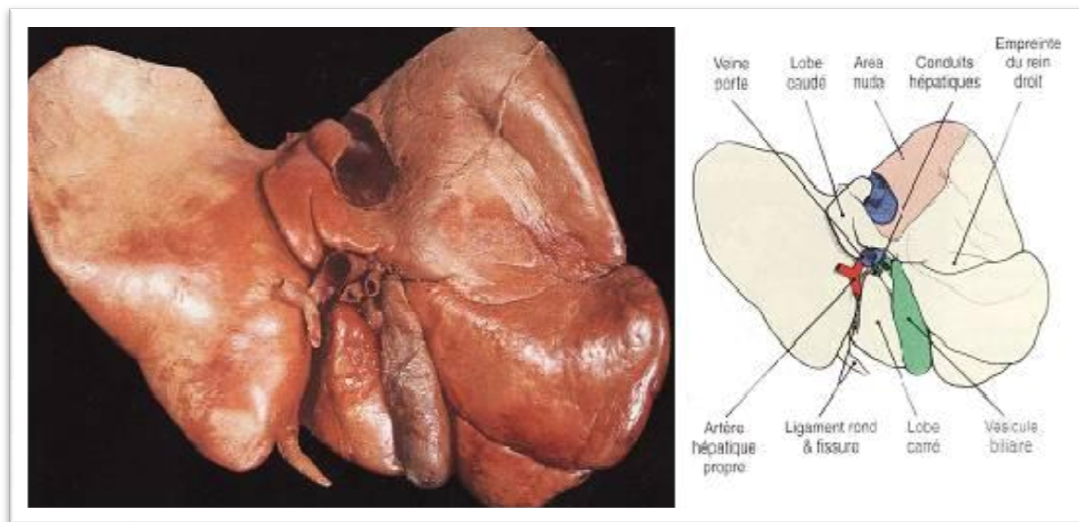 Veine
porte
Lobe
caudé
Area
nuda
Conduits
hépatiques
Empreinte
du rein
droit
Artère
hépatique
propre
Ligament rond
& fissure
Lobe
carré
Vésicule
biliaire